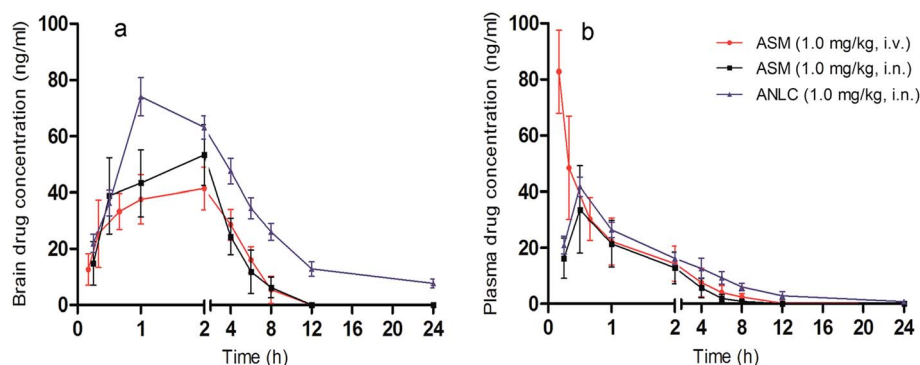 a
Brain drug concentration (ng/ml)
100
80
60
40
20
0
0 1 2 4 8 12 16 20 24
Time (h)
b
Plasma drug concentration (ng/ml)
100
80
60
40
20
0
0 1 2 4 8 12 16 20 24
Time (h)
ASM (1.0 mg/kg, i.v.)
ASM (1.0 mg/kg, i.n.)
ANLC (1.0 mg/kg, i.n.)